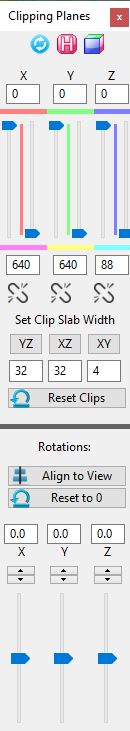 Clipping Planes x
H
X Y Z
0 0 0
640 640 88
Set Clip Slab Width
YZ XZ XY
32 32 4
Reset Clips
Rotations:
Align to View
Reset to 0
0.0 0.0 0.0
X Y Z